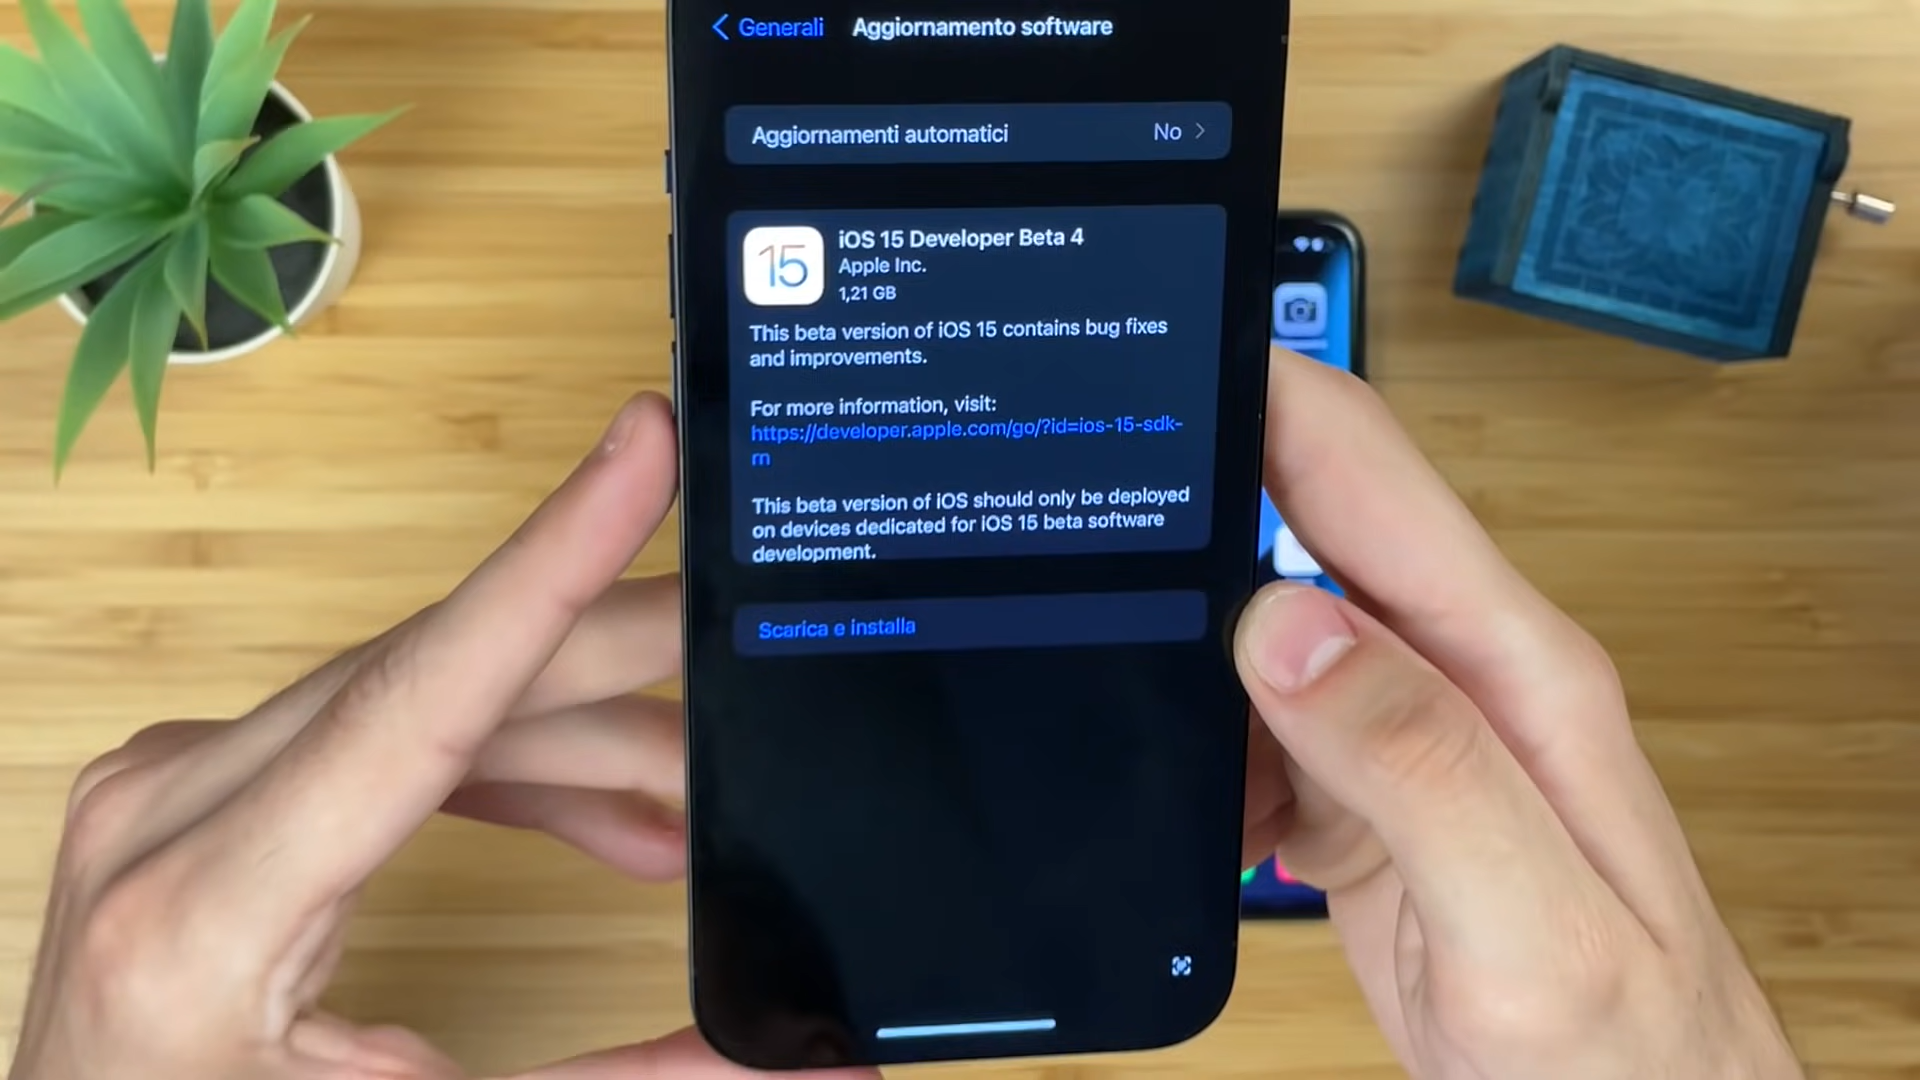 Generali Aggiornamento software
Aggiornamenti automatici No
15
iOS 15 Developer Beta 4
Apple Inc.
1,21 GB
This beta version of iOS 15 contains bug fixes
and improvements.
For more information, visit:
https://developer.apple.com/go/?id=ios-15-sdk-
rn
This beta version of iOS should only be deployed
on devices dedicated for iOS 15 beta software
development.
Scarica e installa